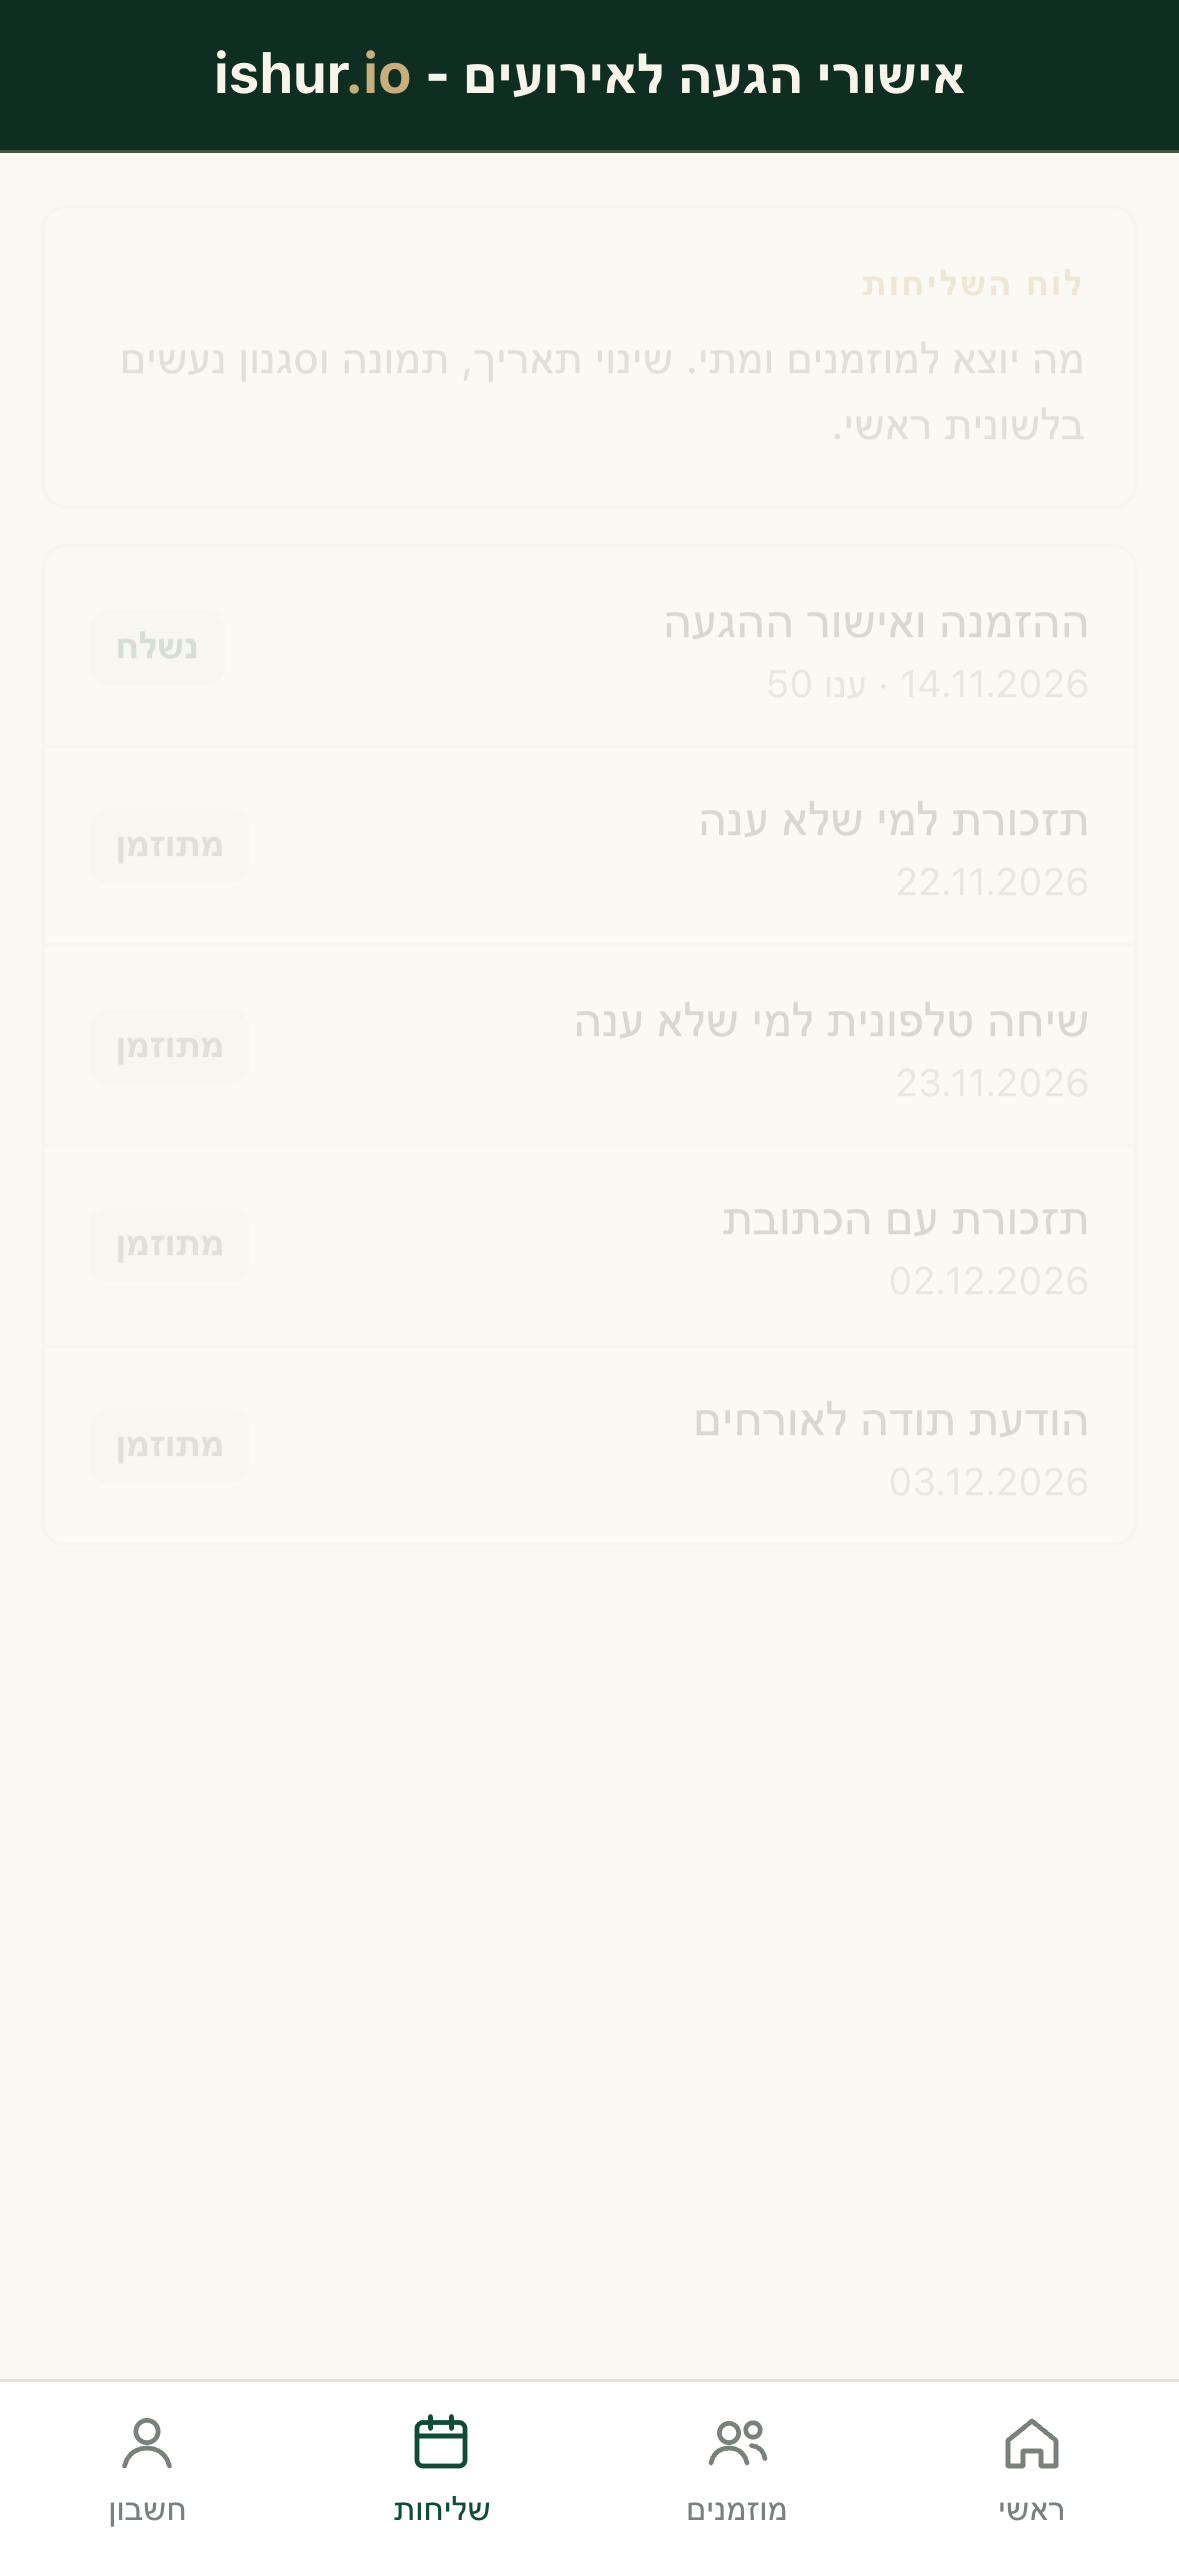 אישורי הגעה לאירועים - ishur.io
לוח השליחות
מה יוצא למוזמנים ומתי. שינוי תאריך, תמונה וסגנון נעשים
בלשונית ראשי.
ההזמנה ואישור ההגעה
14.11.2026 · ענו 50
נשלח
תזכורת למי שלא ענה
22.11.2026
מתוזמן
שיחה טלפונית למי שלא ענה
23.11.2026
מתוזמן
תזכורת עם הכתובת
02.12.2026
מתוזמן
הודעת תודה לאורחים
03.12.2026
מתוזמן
ראשי
מוזמנים
שליחות
חשבון